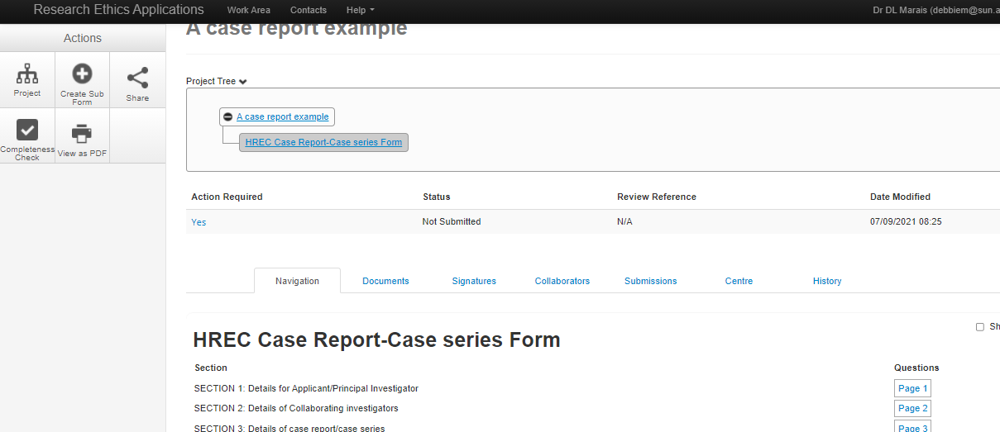 Research Ethics Applications Work Area Contacts Help Dr DL Marais (debbiem@sun.a
Actions
A case report example
Project
Create Sub Form
Share
Completeness Check
View as PDF
Project Tree
A case report example
HREC Case Report-Case series Form
Action Required Status Review Reference Date Modified
Yes Not Submitted N/A 07/09/2021 08:25
Navigation Documents Signatures Collaborators Submissions Centre History
Sh
HREC Case Report-Case series Form
Section Questions
SECTION 1: Details for Applicant/Principal Investigator Page 1
SECTION 2: Details of Collaborating investigators Page 2
SECTION 3: Details of case report/case series Page 3